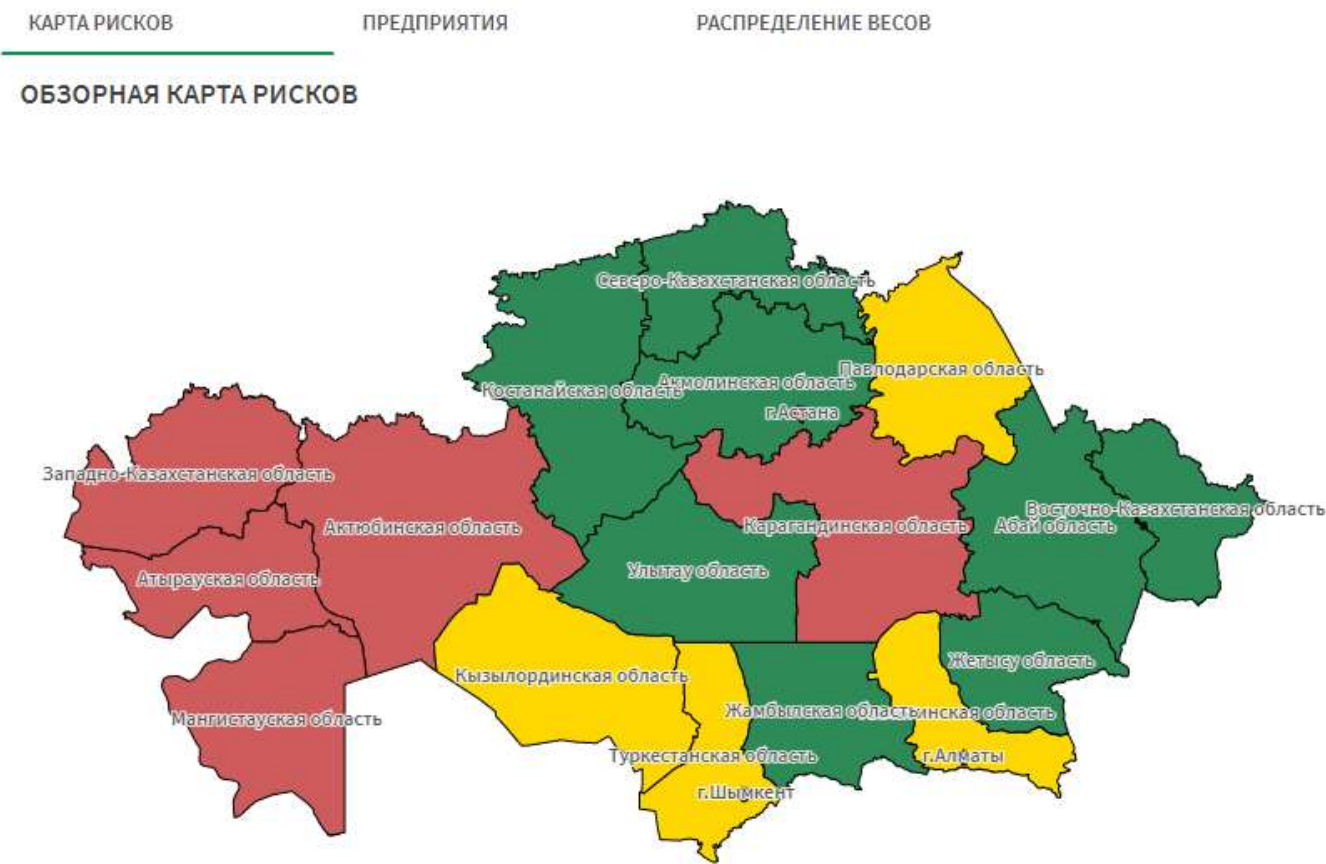 КАРТА РИСКОВ
ПРЕДПРИЯТИЯ
РАСПРЕДЕЛЕНИЕ ВЕСОВ
ОБЗОРНАЯ КАРТА РИСКОВ
Северо-Казахстанская область
Павлодарская область
Акмолинская область
Костанайская область
г.Астана
Западно-Казахстанская область
Восточно-Казахстанская область
Актюбинская область
Карагандинская область
Абай область
Улытау область
Атырауская область
Жетысу область
Кызылординская область
Жамбылская область
инская область
Мангистауская область
Туркестанская область
г.Алматы
г.Шымкент